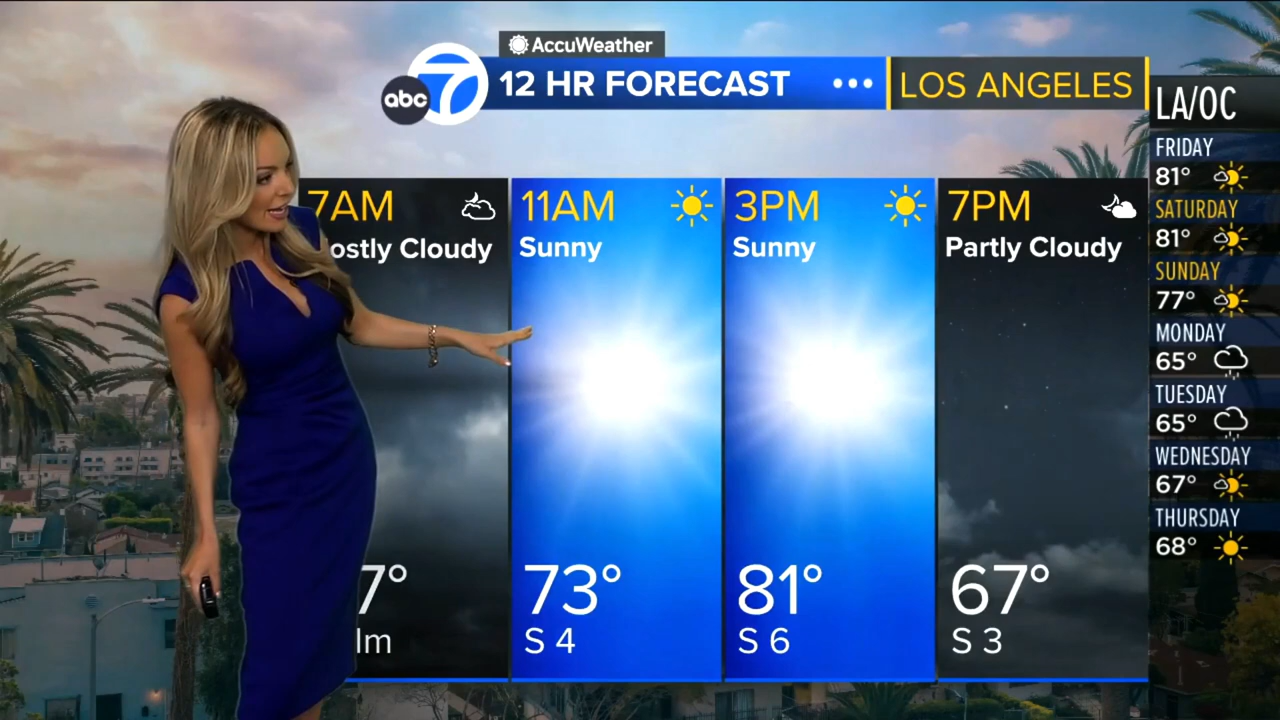 AccuWeather
abc 7
12 HR FORECAST
LOS ANGELES
7AM
ostly Cloudy
7°
lm
11AM
Sunny
73°
S 4
3PM
Sunny
81°
S 6
7PM
Partly Cloudy
67°
S 3
LA/OC
FRIDAY
81°
SATURDAY
81°
SUNDAY
77°
MONDAY
65°
TUESDAY
65°
WEDNESDAY
67°
THURSDAY
68°